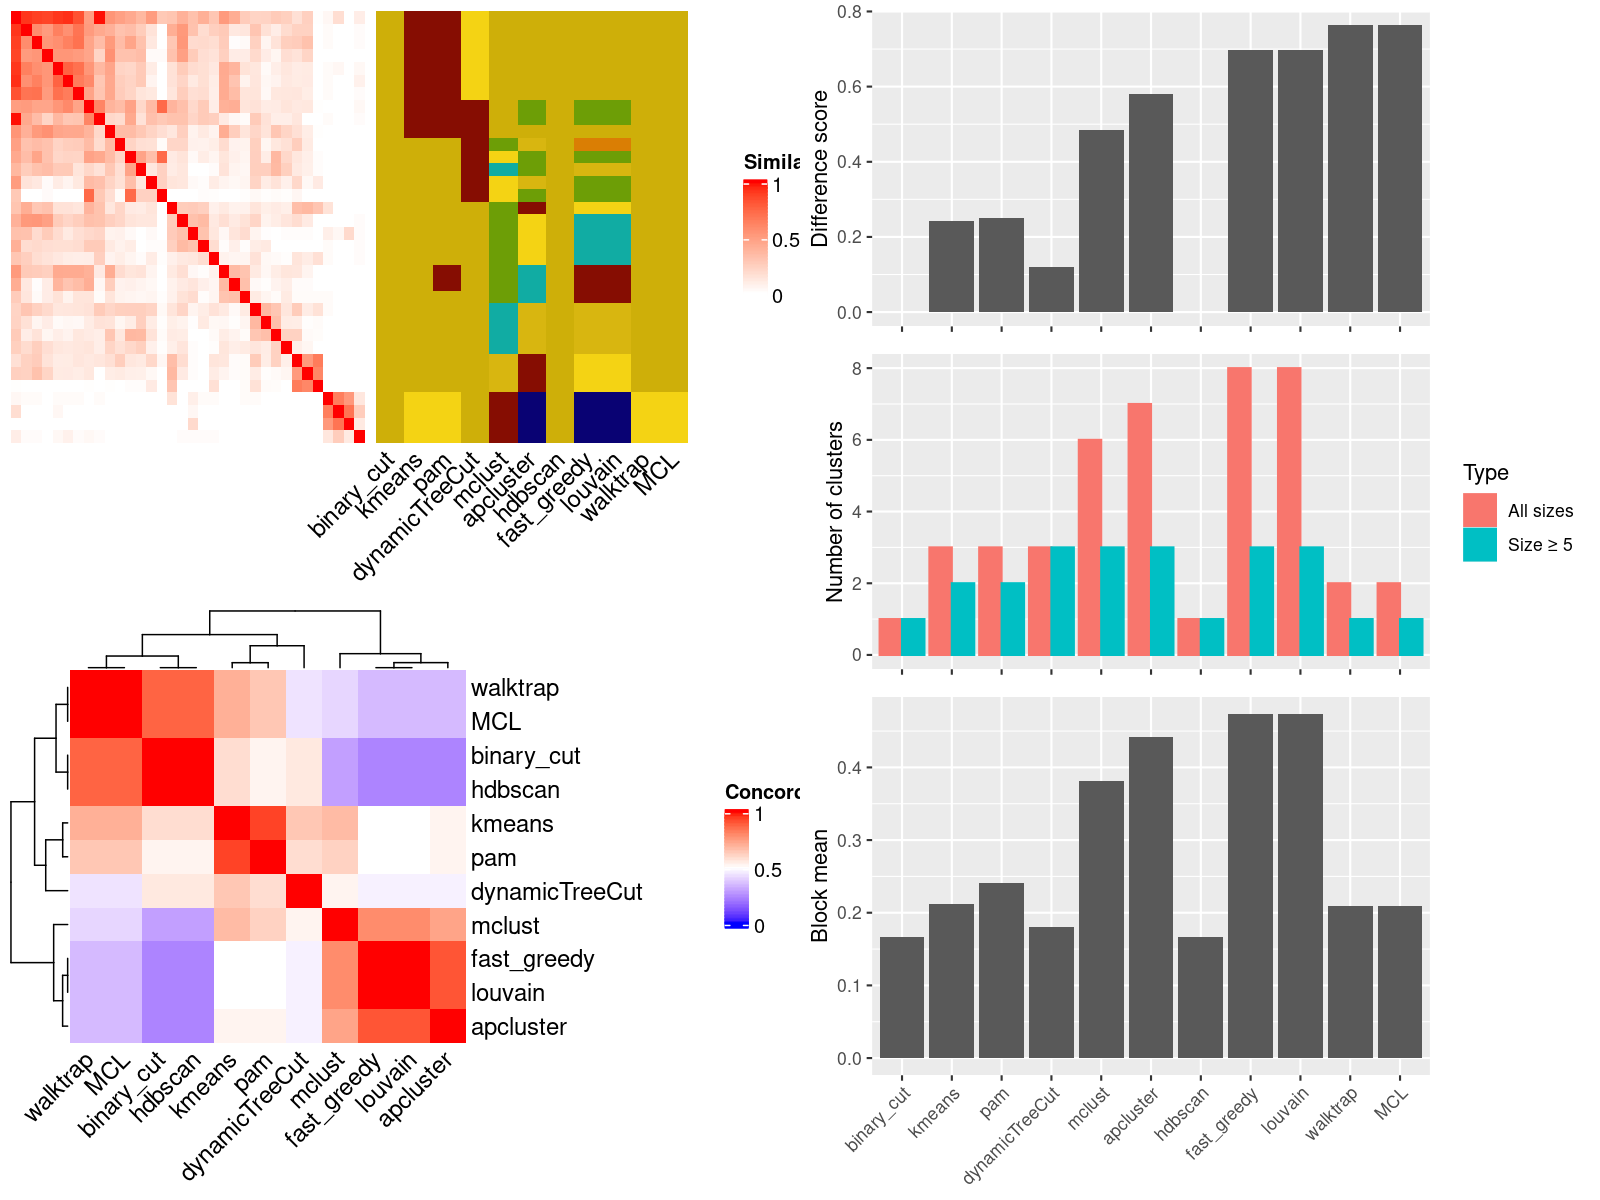 Simila
1
0.5
0
binary_cut
kmeans
pam
dynamicTreeCut
mclust
apcluster
hdbscan
fast_greedy
louvain
walktrap
MCL
walktrap
MCL
binary_cut
hdbscan
kmeans
pam
dynamicTreeCut
mclust
fast_greedy
louvain
apcluster
Concord
1
0.5
0
walktrap
MCL
binary_cut
hdbscan
kmeans
pam
dynamicTreeCut
mclust
fast_greedy
louvain
apcluster
Difference score
0.8
0.6
0.4
0.2
0.0
Number of clusters
8
6
4
2
0
Type
All sizes
Size ≥ 5
Block mean
0.4
0.3
0.2
0.1
0.0
binary_cut
kmeans
pam
dynamicTreeCut
mclust
apcluster
hdbscan
fast_greedy
louvain
walktrap
MCL